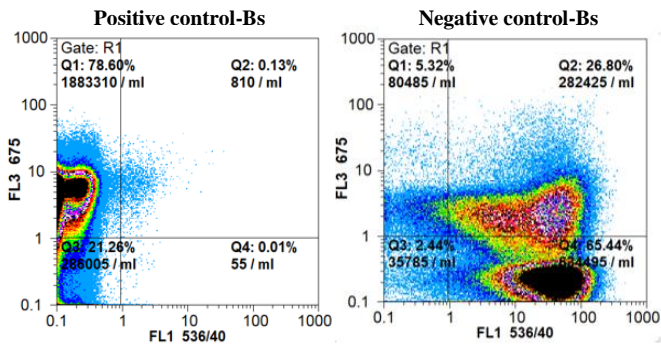 Positive control-Bs
Gate: R1
Q1: 78.60%
1883310 / ml
Q2: 0.13%
810 / ml
Q3: 21.26%
286005 / ml
Q4: 0.01%
55 / ml
1000
100
10
1
0.1
FL3 675
0.1
1
10
100
1000
FL1 536/40
Negative control-Bs
Gate: R1
Q1: 5.32%
80485 / ml
Q2: 26.80%
282425 / ml
Q3: 2.44%
35785 / ml
Q4: 65.44%
634495 / ml
1000
100
10
1
0.1
FL3 675
0.1
1
10
100
1000
FL1 536/40